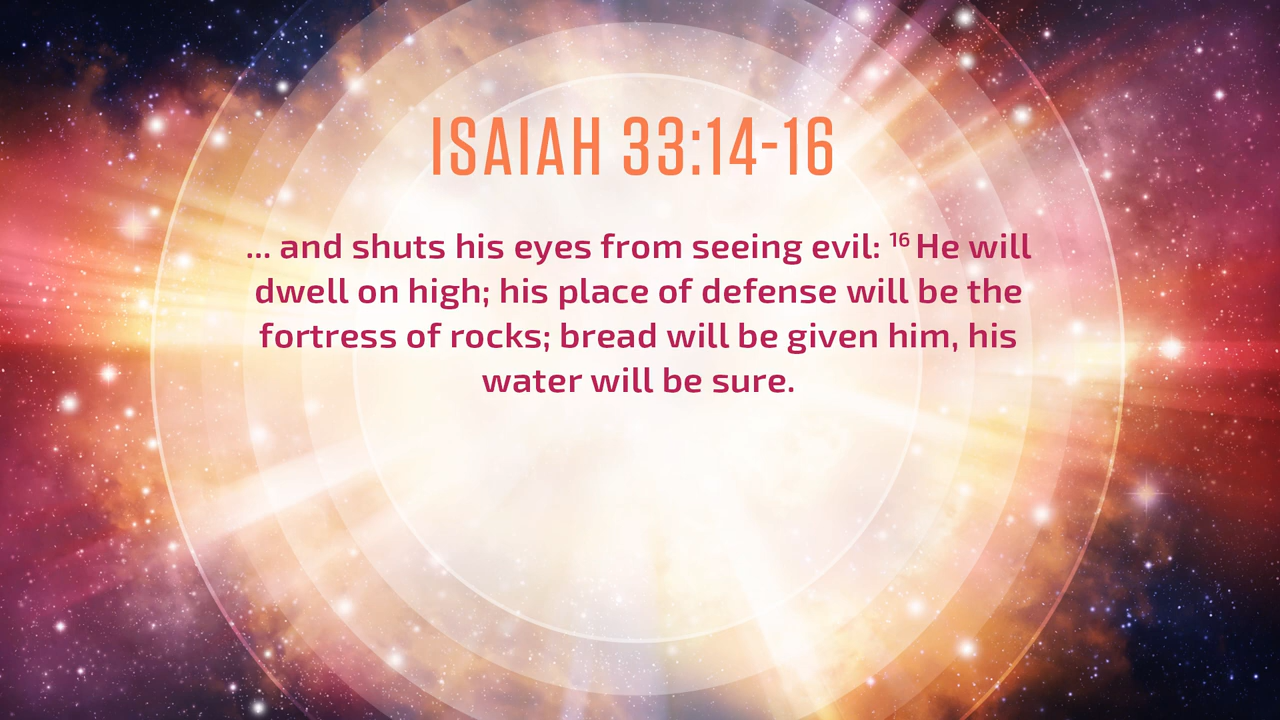 ISAIAH 33:14-16
... and shuts his eyes from seeing evil: 16 He will
dwell on high; his place of defense will be the
fortress of rocks; bread will be given him, his
water will be sure.